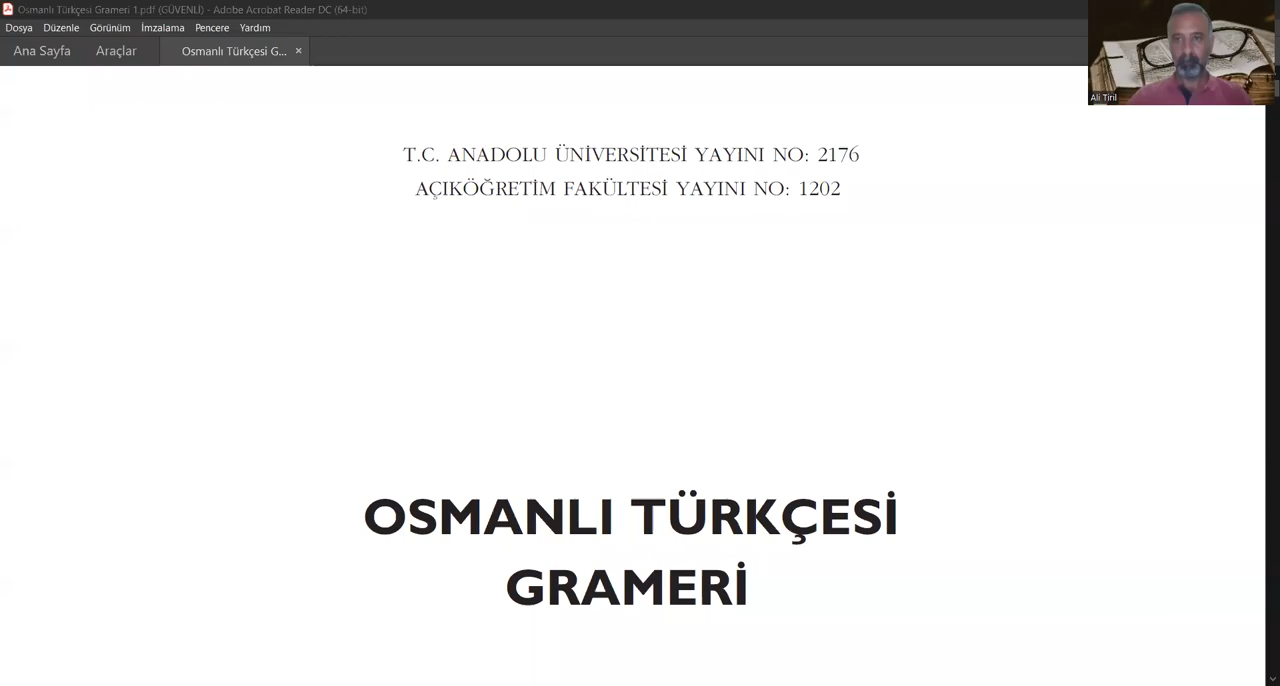 Osmanlı Türkçesi Grameri 1.pdf (GÜVENLİ) - Adobe Acrobat Reader DC (64-bit)
Dosya Düzenle Görünüm İmzalama Pencere Yardım
Ana Sayfa Araçlar Osmanlı Türkçesi G... ×
Ali Tiril
T.C. ANADOLU ÜNİVERSİTESİ YAYINI NO: 2176
AÇIKÖĞRETİM FAKÜLTESİ YAYINI NO: 1202
OSMANLI TÜRKÇESİ
GRAMERİ